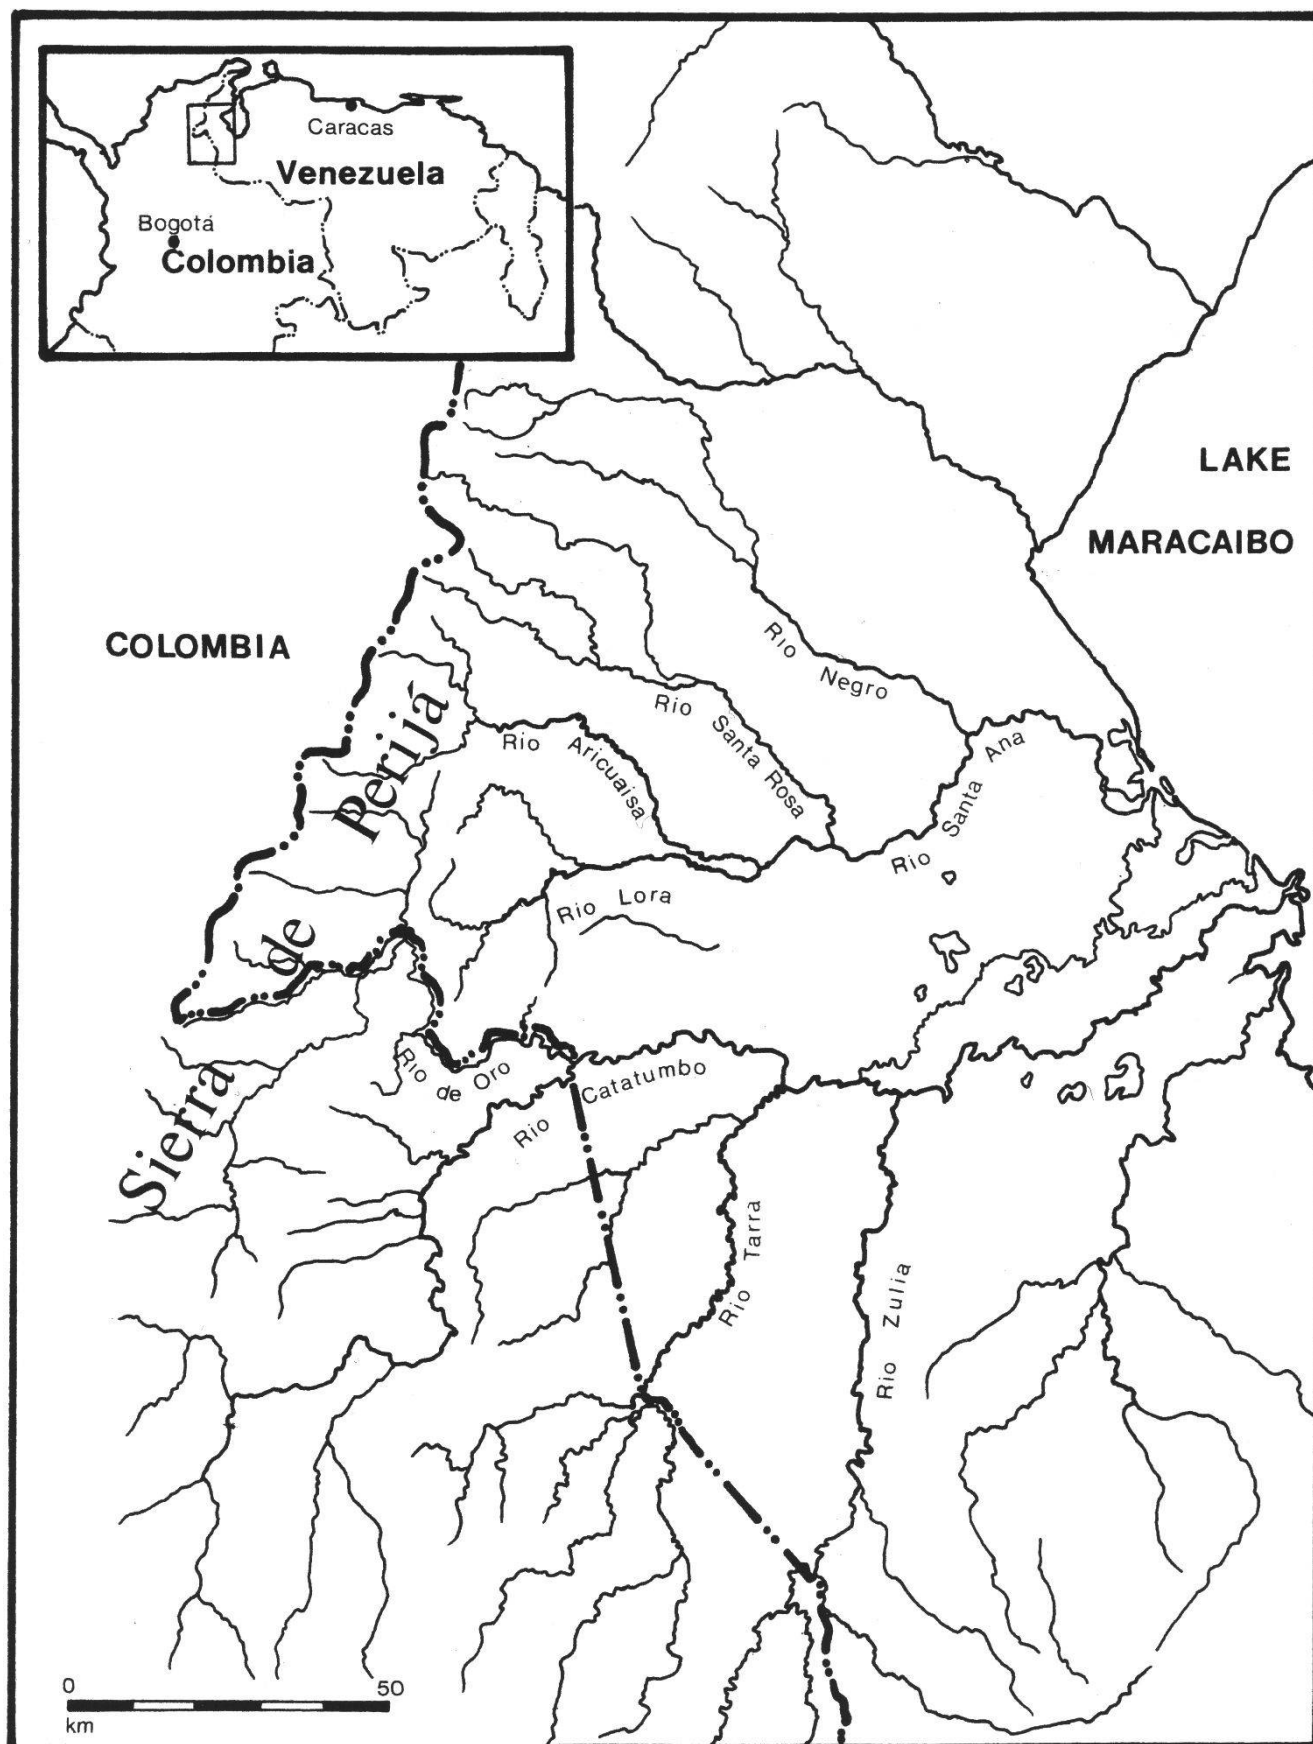 Caracas
Venezuela
Bogotá
Colombia
LAKE
MARACAIBO
COLOMBIA
Rio Negro
Rio Santa Rosa
Rio Aricuaisa
Rio Santa Ana
Rio Lora
Sierra de Perijá
Rio de Oro
Rio Catatumbo
Rio Tarra
Rio Zulia
0 50
km